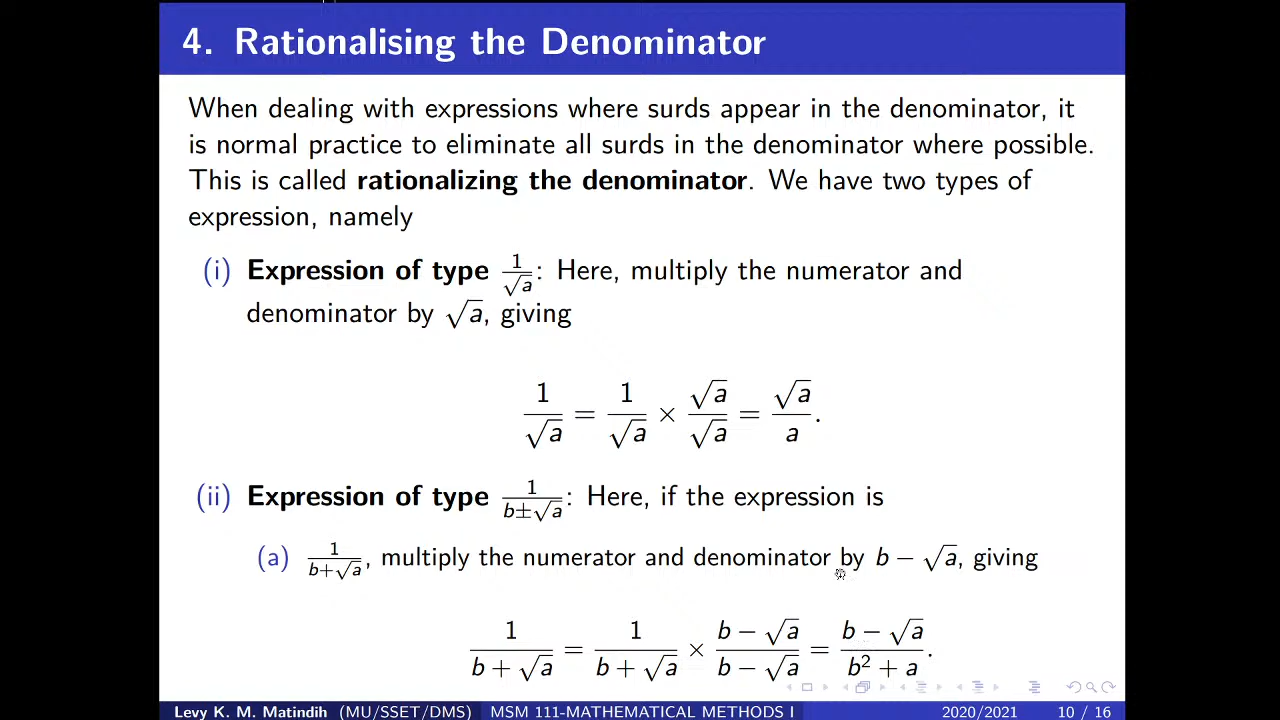 4. Rationalising the Denominator
When dealing with expressions where surds appear in the denominator, it
is normal practice to eliminate all surds in the denominator where possible.
This is called rationalizing the denominator. We have two types of
expression, namely
(i) Expression of type 1/√a: Here, multiply the numerator and
denominator by √a, giving
1/√a = 1/√a × √a/√a = √a/a.
(ii) Expression of type 1/(b±√a): Here, if the expression is
(a) 1/(b+√a), multiply the numerator and denominator by b − √a, giving
1/(b + √a) = 1/(b + √a) × (b − √a)/(b − √a) = (b − √a)/(b² + a).
Levy K. M. Matindih (MU/SSET/DMS) MSM 111-MATHEMATICAL METHODS I 2020/2021 10 / 16